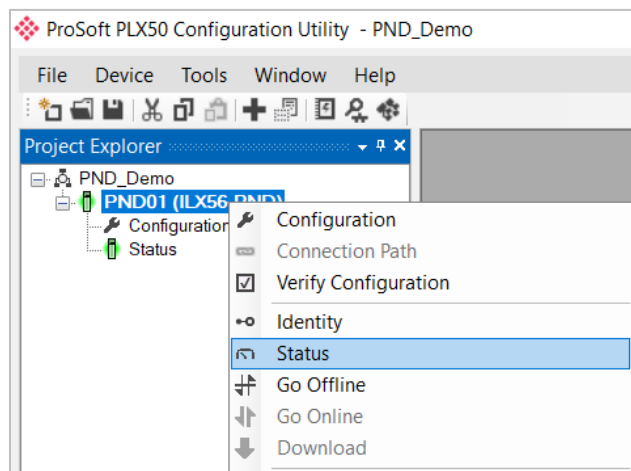 ProSoft PLX50 Configuration Utility - PND_Demo
File Device Tools Window Help
Project Explorer
PND_Demo
PND01 (ILX56-PND)
Configuration
Status
Configuration
Connection Path
Verify Configuration
Identity
Status
Go Offline
Go Online
Download